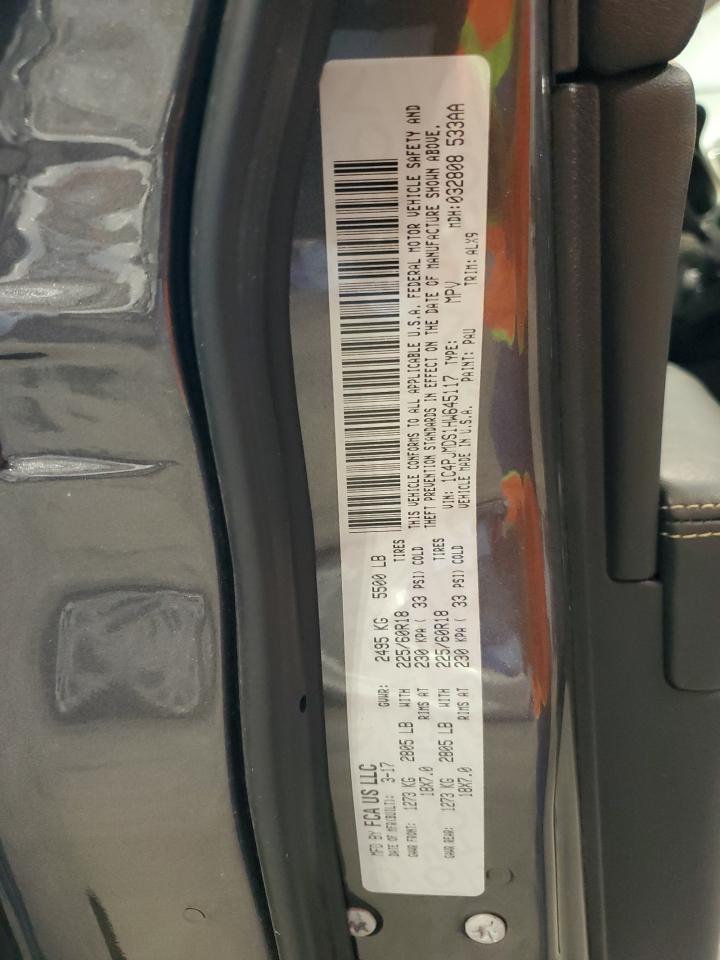 MFD BY FCA US LLC
DATE OF MFR(BUILT): 3-17 GVWR: 2495 KG 5500 LB
GAWR FRONT: 1273 KG 2805 LB WITH 225/60R18 TIRES
18X7.0 RIMS AT 230 KPA ( 33 PSI) COLD
GAWR REAR: 1273 KG 2805 LB WITH 225/60R18 TIRES
18X7.0 RIMS AT 230 KPA ( 33 PSI) COLD
THIS VEHICLE CONFORMS TO ALL APPLICABLE U.S.A. FEDERAL MOTOR VEHICLE SAFETY AND
THEFT PREVENTION STANDARDS IN EFFECT ON THE DATE OF MANUFACTURE SHOWN ABOVE.
VIN: 1C4PJMDS1HW645117 TYPE: MPV MDH:032808 533AA
VEHICLE MADE IN U.S.A. PAINT: PAU TRIM: ALX9